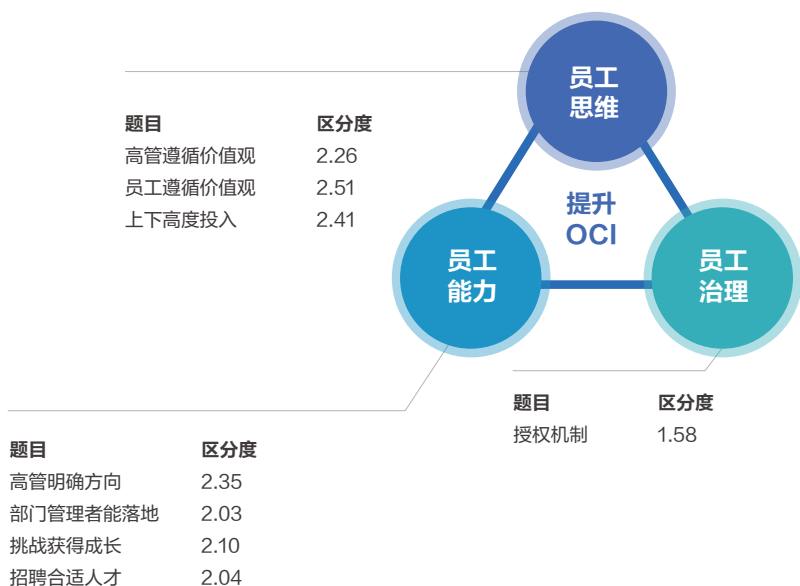 员工
思维
题目 区分度
高管遵循价值观 2.26
员工遵循价值观 2.51
上下高度投入 2.41
提升
OCI
员工
能力
员工
治理
题目 区分度
授权机制 1.58
题目 区分度
高管明确方向 2.35
部门管理者能落地 2.03
挑战获得成长 2.10
招聘合适人才 2.04